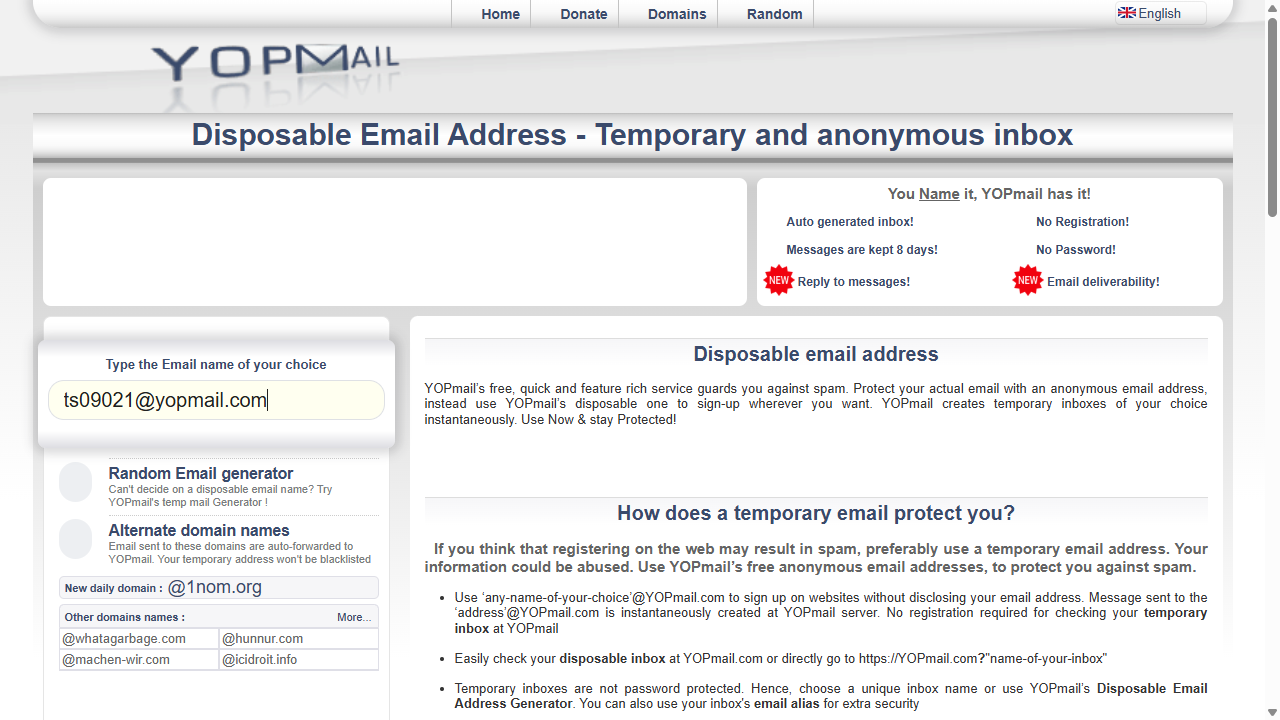 Home Donate Domains Random English
YOPMAIL
Disposable Email Address - Temporary and anonymous inbox
You Name it, YOPmail has it!
Auto generated inbox! No Registration!
Messages are kept 8 days! No Password!
NEW Reply to messages! NEW Email deliverability!
Type the Email name of your choice
ts09021@yopmail.com
Random Email generator
Can't decide on a disposable email name? Try
YOPmail's temp mail Generator !
Alternate domain names
Email sent to these domains are auto-forwarded to
YOPmail. Your temporary address won't be blacklisted
New daily domain : @1nom.org
Other domains names : More...
@whatagarbage.com @hunnur.com
@machen-wir.com @icidroit.info
Disposable email address
YOPmail’s free, quick and feature rich service guards you against spam. Protect your actual email with an anonymous email address,
instead use YOPmail’s disposable one to sign-up wherever you want. YOPmail creates temporary inboxes of your choice
instantaneously. Use Now & stay Protected!
How does a temporary email protect you?
If you think that registering on the web may result in spam, preferably use a temporary email address. Your
information could be abused. Use YOPmail’s free anonymous email addresses, to protect you against spam.
• Use ‘any-name-of-your-choice’@YOPmail.com to sign up on websites without disclosing your email address. Message sent to the
‘address’@YOPmail.com is instantaneously created at YOPmail server. No registration required for checking your temporary
inbox at YOPmail
• Easily check your disposable inbox at YOPmail.com or directly go to https://YOPmail.com?"name-of-your-inbox"
• Temporary inboxes are not password protected. Hence, choose a unique inbox name or use YOPmail’s Disposable Email
Address Generator. You can also use your inbox's email alias for extra security